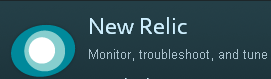 New Relic
Monitor, troubleshoot, and tune